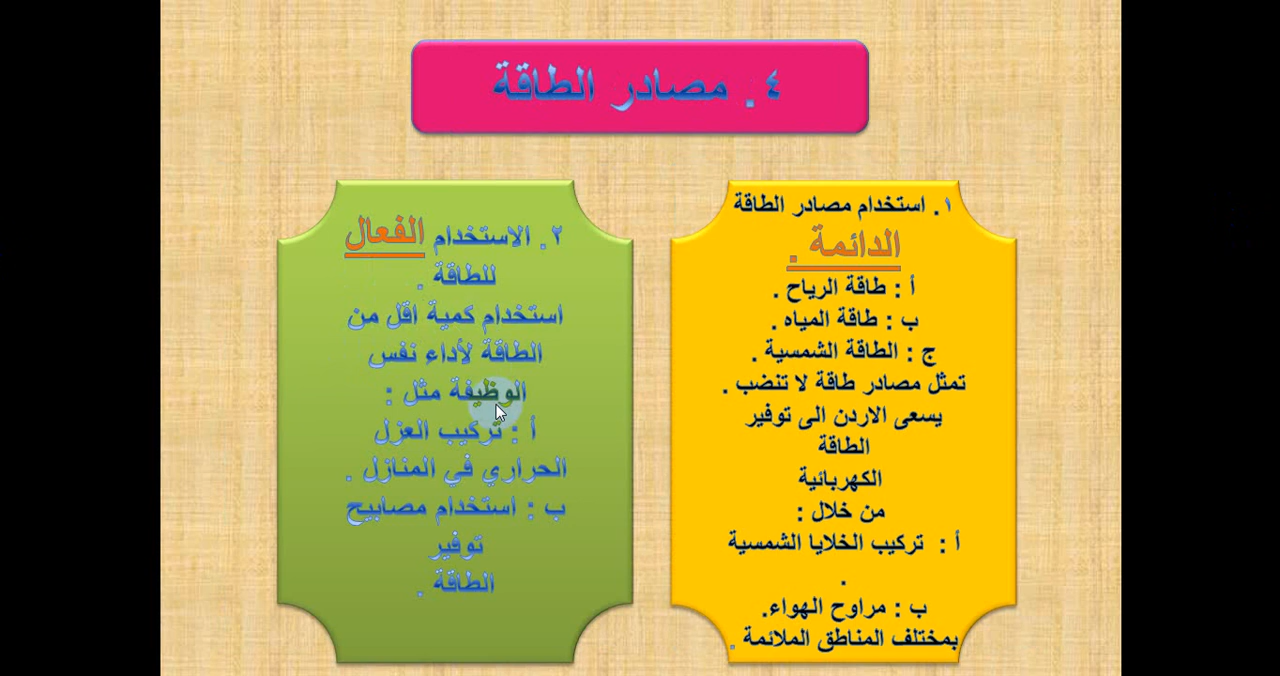 ٤. مصادر الطاقة
١. استخدام مصادر الطاقة
الدائمة .
أ : طاقة الرياح .
ب : طاقة المياه .
ج : الطاقة الشمسية .
تمثل مصادر طاقة لا تنضب .
يسعى الاردن الى توفير
الطاقة
الكهربائية
من خلال :
أ : تركيب الخلايا الشمسية
.
ب : مراوح الهواء.
بمختلف المناطق الملائمة .
٢. الاستخدام الفعال
للطاقة .
استخدام كمية اقل من
الطاقة لأداء نفس
الوظيفة مثل :
أ : تركيب العزل
الحراري في المنازل .
ب : استخدام مصابيح
توفير
الطاقة .